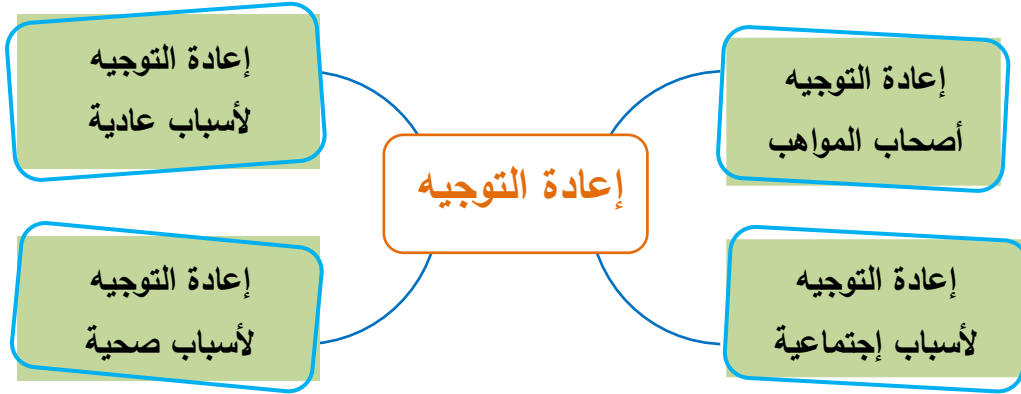 إعادة التوجيه
أصحاب المواهب
إعادة التوجيه
لأسباب عادية
إعادة التوجيه
إعادة التوجيه
لأسباب إجتماعية
إعادة التوجيه
لأسباب صحية